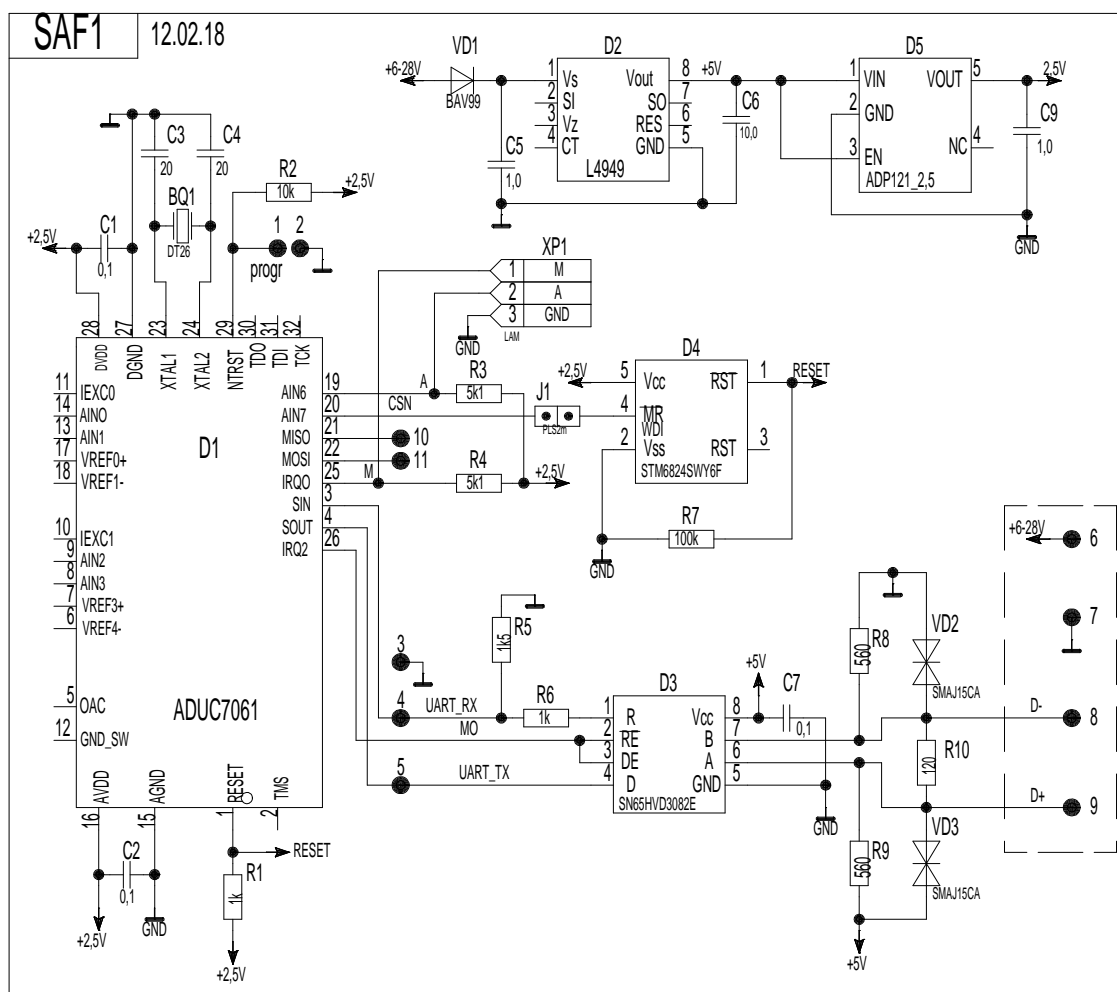 SAF1
12.02.18
VD1
+6-28V
BAV99
D2
1 Vs Vout 8
2 SI SO 7
3 Vz RES 6
4 CT GND 5
L4949
+5V
C5
1,0
C6
10,0
D5
1 VIN VOUT 5
2 GND
3 EN NC 4
ADP121_2,5
2,5V
C9
1,0
GND
C3
20
C4
20
BQ1
DT26
R2
10k
+2,5V
C1
0,1
+2,5V
1 2
progr
XP1
1 M
2 A
3 GND
LAM
GND
28 27 23 24 29 30 31 32
DVDD DGND XTAL1 XTAL2 NTRST TDO TDI TCK
D1
ADUC7061
11 IEXC0
14 AIN0
13 AIN1
17 VREF0+
18 VREF1-
10 IEXC1
9 AIN2
8 AIN3
7 VREF3+
6 VREF4-
5 OAC
12 GND_SW
AIN6 19
AIN7 20
MISO 21
MOSI 22
IRQ0 25
SIN 3
SOUT 4
IRQ2 26
AVDD AGND RESET TMS
16 15 1 2
A
CSN
M
R3
5k1
R4
5k1
+2,5V
10
11
J1
PLS2m
D4
+2,5V
5 Vcc RST 1
4 MR
WDI
2 Vss RST 3
STM6824SWY6F
RESET
R7
100k
GND
R5
1k5
3
4
UART_RX
MO
5
UART_TX
R6
1k
D3
1 R Vcc 8
2 RE B 7
3 DE A 6
4 D GND 5
SN65HVD3082E
+5V
C7
0,1
GND
R8
560
R9
560
+5V
VD2
SMAJ15CA
R10
120
VD3
SMAJ15CA
+6-28V
6
7
D-
8
D+
9
C2
0,1
+2,5V
GND
RESET
R1
1k
+2,5V